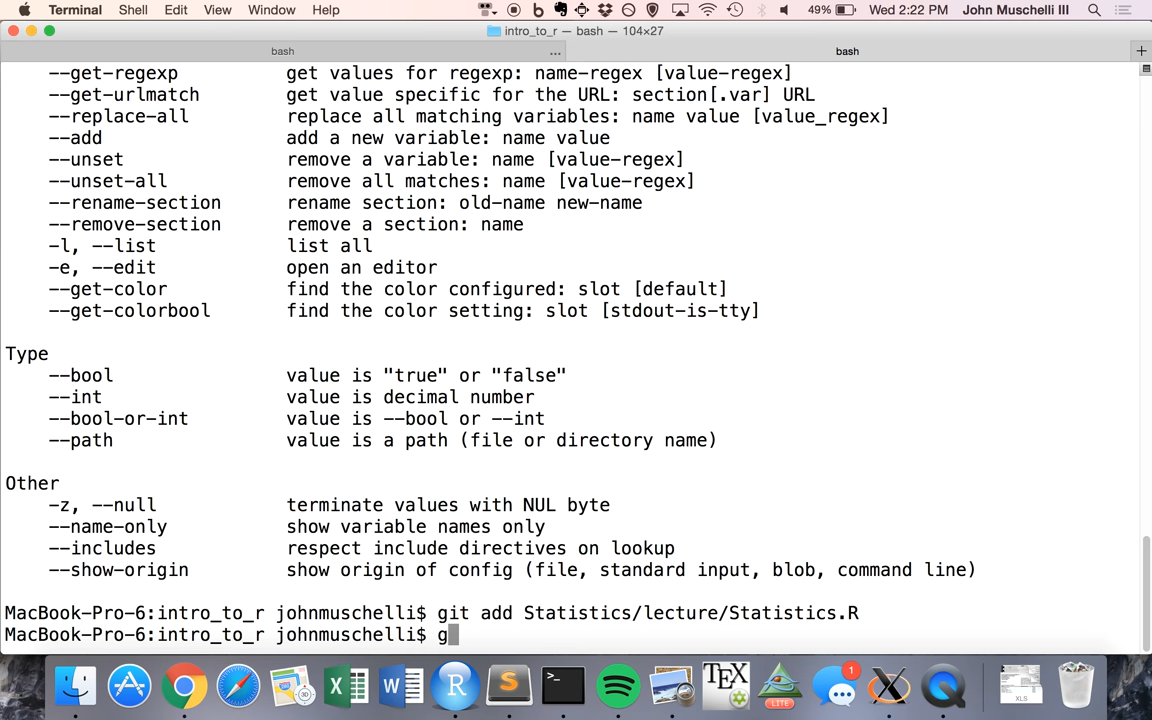 Terminal Shell Edit View Window Help 49% Wed 2:22 PM John Muschelli III
intro_to_r — bash — 104×27
bash ... bash +
--get-regexp get values for regexp: name-regex [value-regex]
--get-urlmatch get value specific for the URL: section[.var] URL
--replace-all replace all matching variables: name value [value_regex]
--add add a new variable: name value
--unset remove a variable: name [value-regex]
--unset-all remove all matches: name [value-regex]
--rename-section rename section: old-name new-name
--remove-section remove a section: name
-l, --list list all
-e, --edit open an editor
--get-color find the color configured: slot [default]
--get-colorbool find the color setting: slot [stdout-is-tty]
Type
--bool value is "true" or "false"
--int value is decimal number
--bool-or-int value is --bool or --int
--path value is a path (file or directory name)
Other
-z, --null terminate values with NUL byte
--name-only show variable names only
--includes respect include directives on lookup
--show-origin show origin of config (file, standard input, blob, command line)
MacBook-Pro-6:intro_to_r johnmuschelli$ git add Statistics/lecture/Statistics.R
MacBook-Pro-6:intro_to_r johnmuschelli$ g
X W R S >_ TEX LITE 1 X XLS